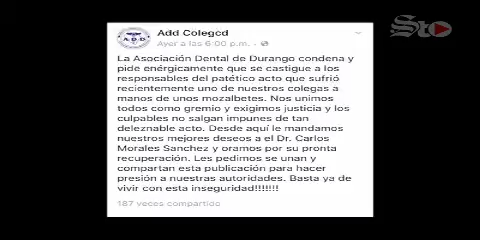 Add Colegcd
Ayer a las 6:00 p.m. ·
La Asociación Dental de Durango condena y
pide enérgicamente que se castigue a los
responsables del patético acto que sufrió
recientemente uno de nuestros colegas a
manos de unos mozalbetes. Nos unimos
todos como gremio y exigimos justicia y los
culpables no salgan impunes de tan
deleznable acto. Desde aquí le mandamos
nuestros mejores deseos a el Dr. Carlos
Morales Sanchez y oramos por su pronta
recuperación. Les pedimos se unan y
compartan esta publicación para hacer
presión a nuestras autoridades. Basta ya de
vivir con esta inseguridad!!!!!!!
187 veces compartido
A D D
Sto